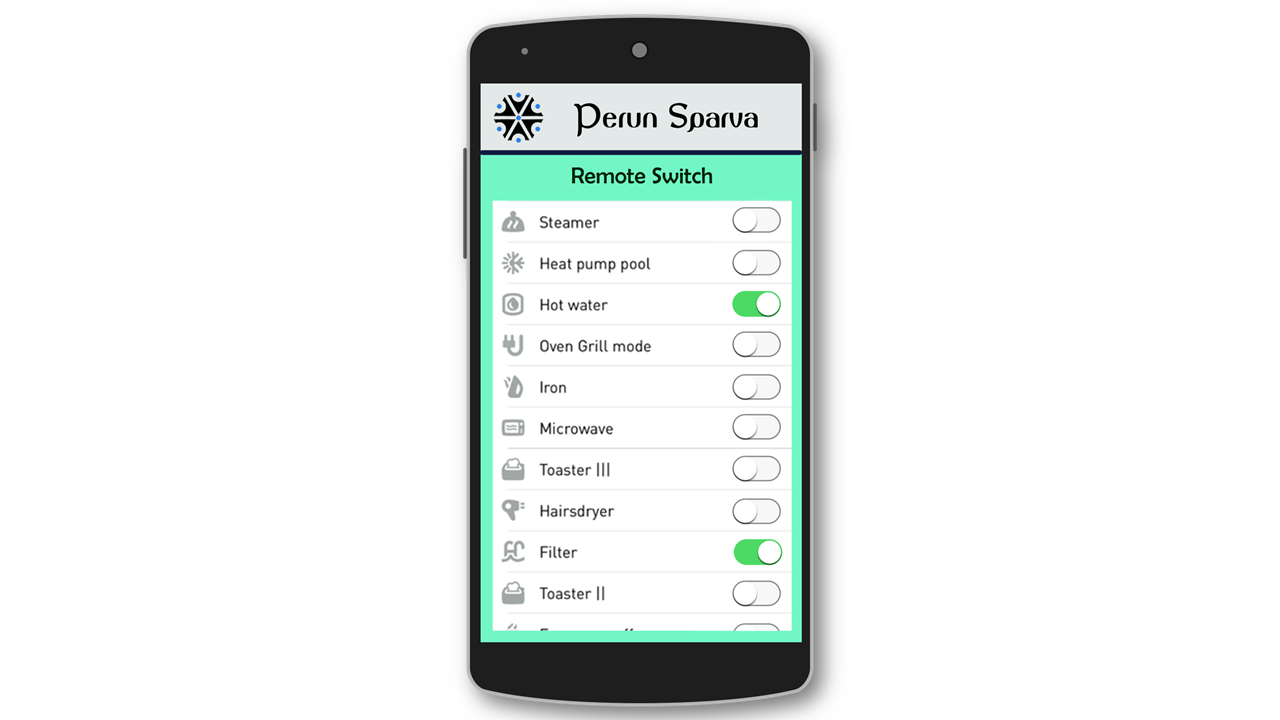 Perun Sparva
Remote Switch
Steamer
Heat pump pool
Hot water
Oven Grill mode
Iron
Microwave
Toaster |||
Hairsdryer
Filter
Toaster ||